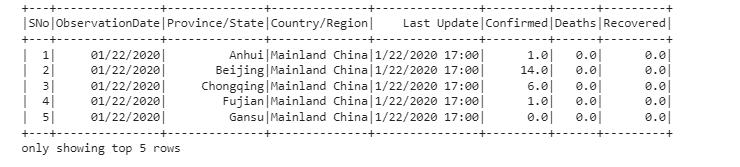 +---+---------------+--------------+--------------+---------------+---------+------+---------+
|SNo|ObservationDate|Province/State|Country/Region|    Last Update|Confirmed|Deaths|Recovered|
+---+---------------+--------------+--------------+---------------+---------+------+---------+
|  1|     01/22/2020|         Anhui|Mainland China|1/22/2020 17:00|      1.0|   0.0|      0.0|
|  2|     01/22/2020|       Beijing|Mainland China|1/22/2020 17:00|     14.0|   0.0|      0.0|
|  3|     01/22/2020|     Chongqing|Mainland China|1/22/2020 17:00|      6.0|   0.0|      0.0|
|  4|     01/22/2020|        Fujian|Mainland China|1/22/2020 17:00|      1.0|   0.0|      0.0|
|  5|     01/22/2020|         Gansu|Mainland China|1/22/2020 17:00|      0.0|   0.0|      0.0|
+---+---------------+--------------+--------------+---------------+---------+------+---------+
only showing top 5 rows